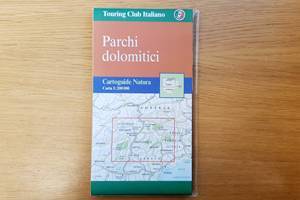 Touring Club Italiano
Parchi
dolomitici
Cartoguide Natura
Carta 1:200 000